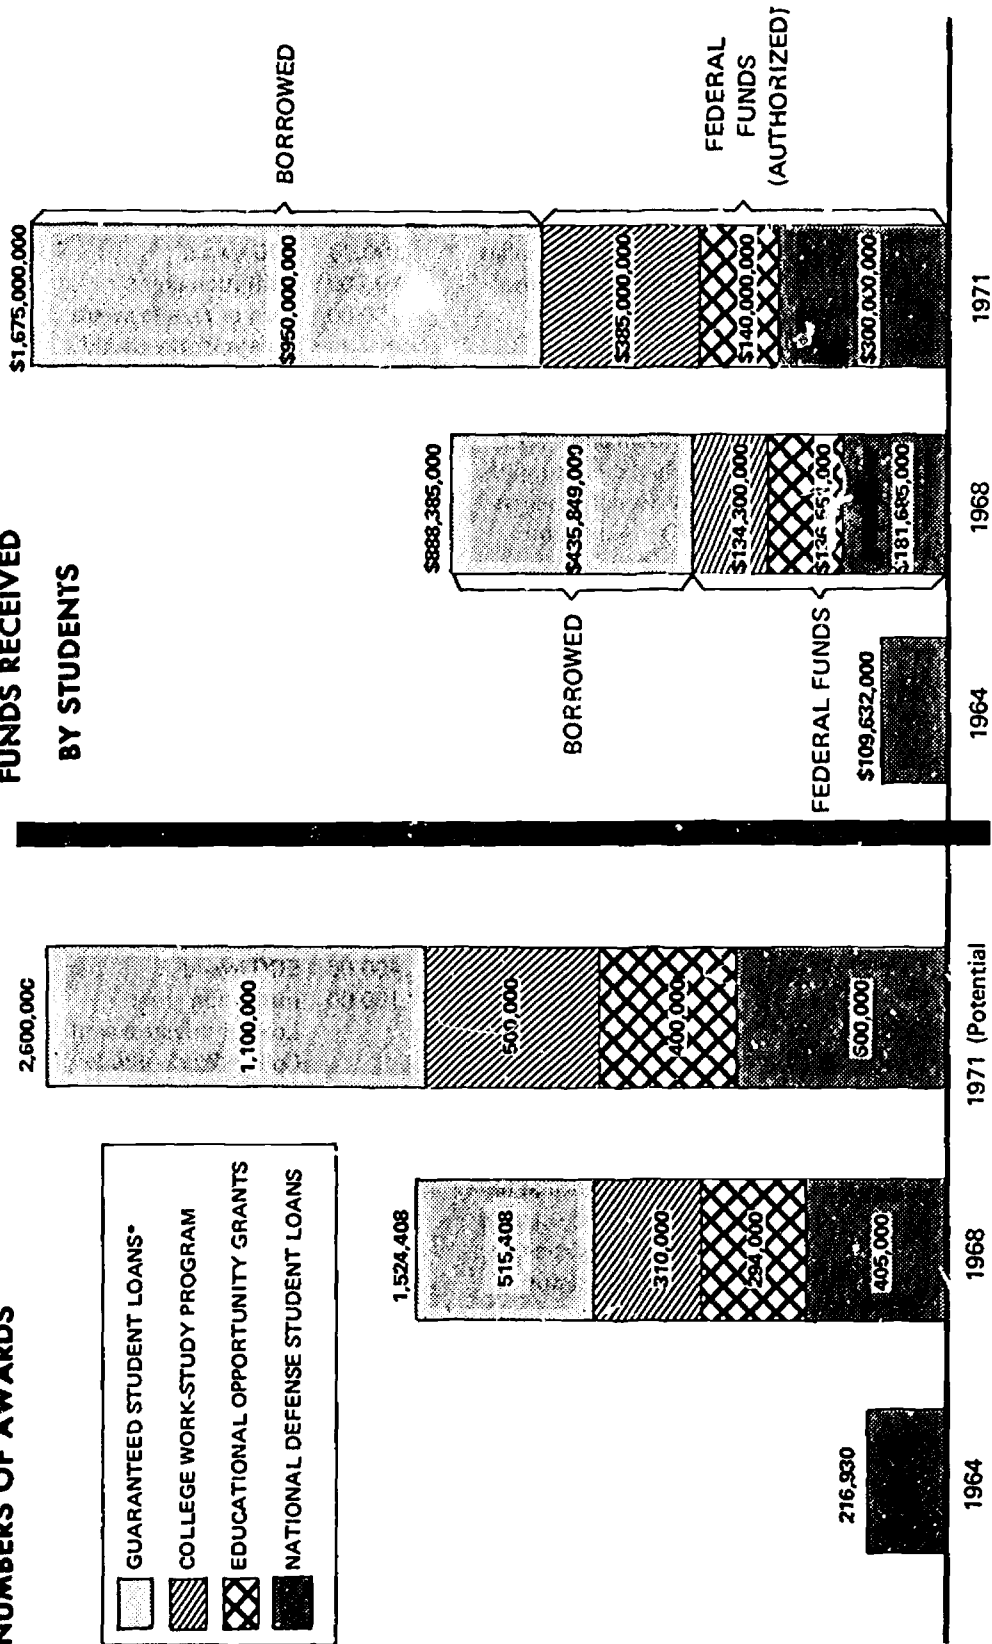 NUMBERS OF AWARDS
GUARANTEED STUDENT LOANS*
COLLEGE WORK-STUDY PROGRAM
EDUCATIONAL OPPORTUNITY GRANTS
NATIONAL DEFENSE STUDENT LOANS
216,930
1964
1,524,408
515,408
310,000
294,000
405,000
1968
2,600,000
1,100,000
500,000
400,000
600,000
1971 (Potential
FUNDS RECEIVED
BY STUDENTS
$109,632,000
1964
BORROWED
FEDERAL FUNDS
$888,385,000
$435,849,000
$134,300,000
$181,685,000
1968
$1,675,000,000
$950,000,000
$385,000,000
$140,000,000
$300,000,000
1971
BORROWED
FEDERAL
FUNDS
(AUTHORIZED)